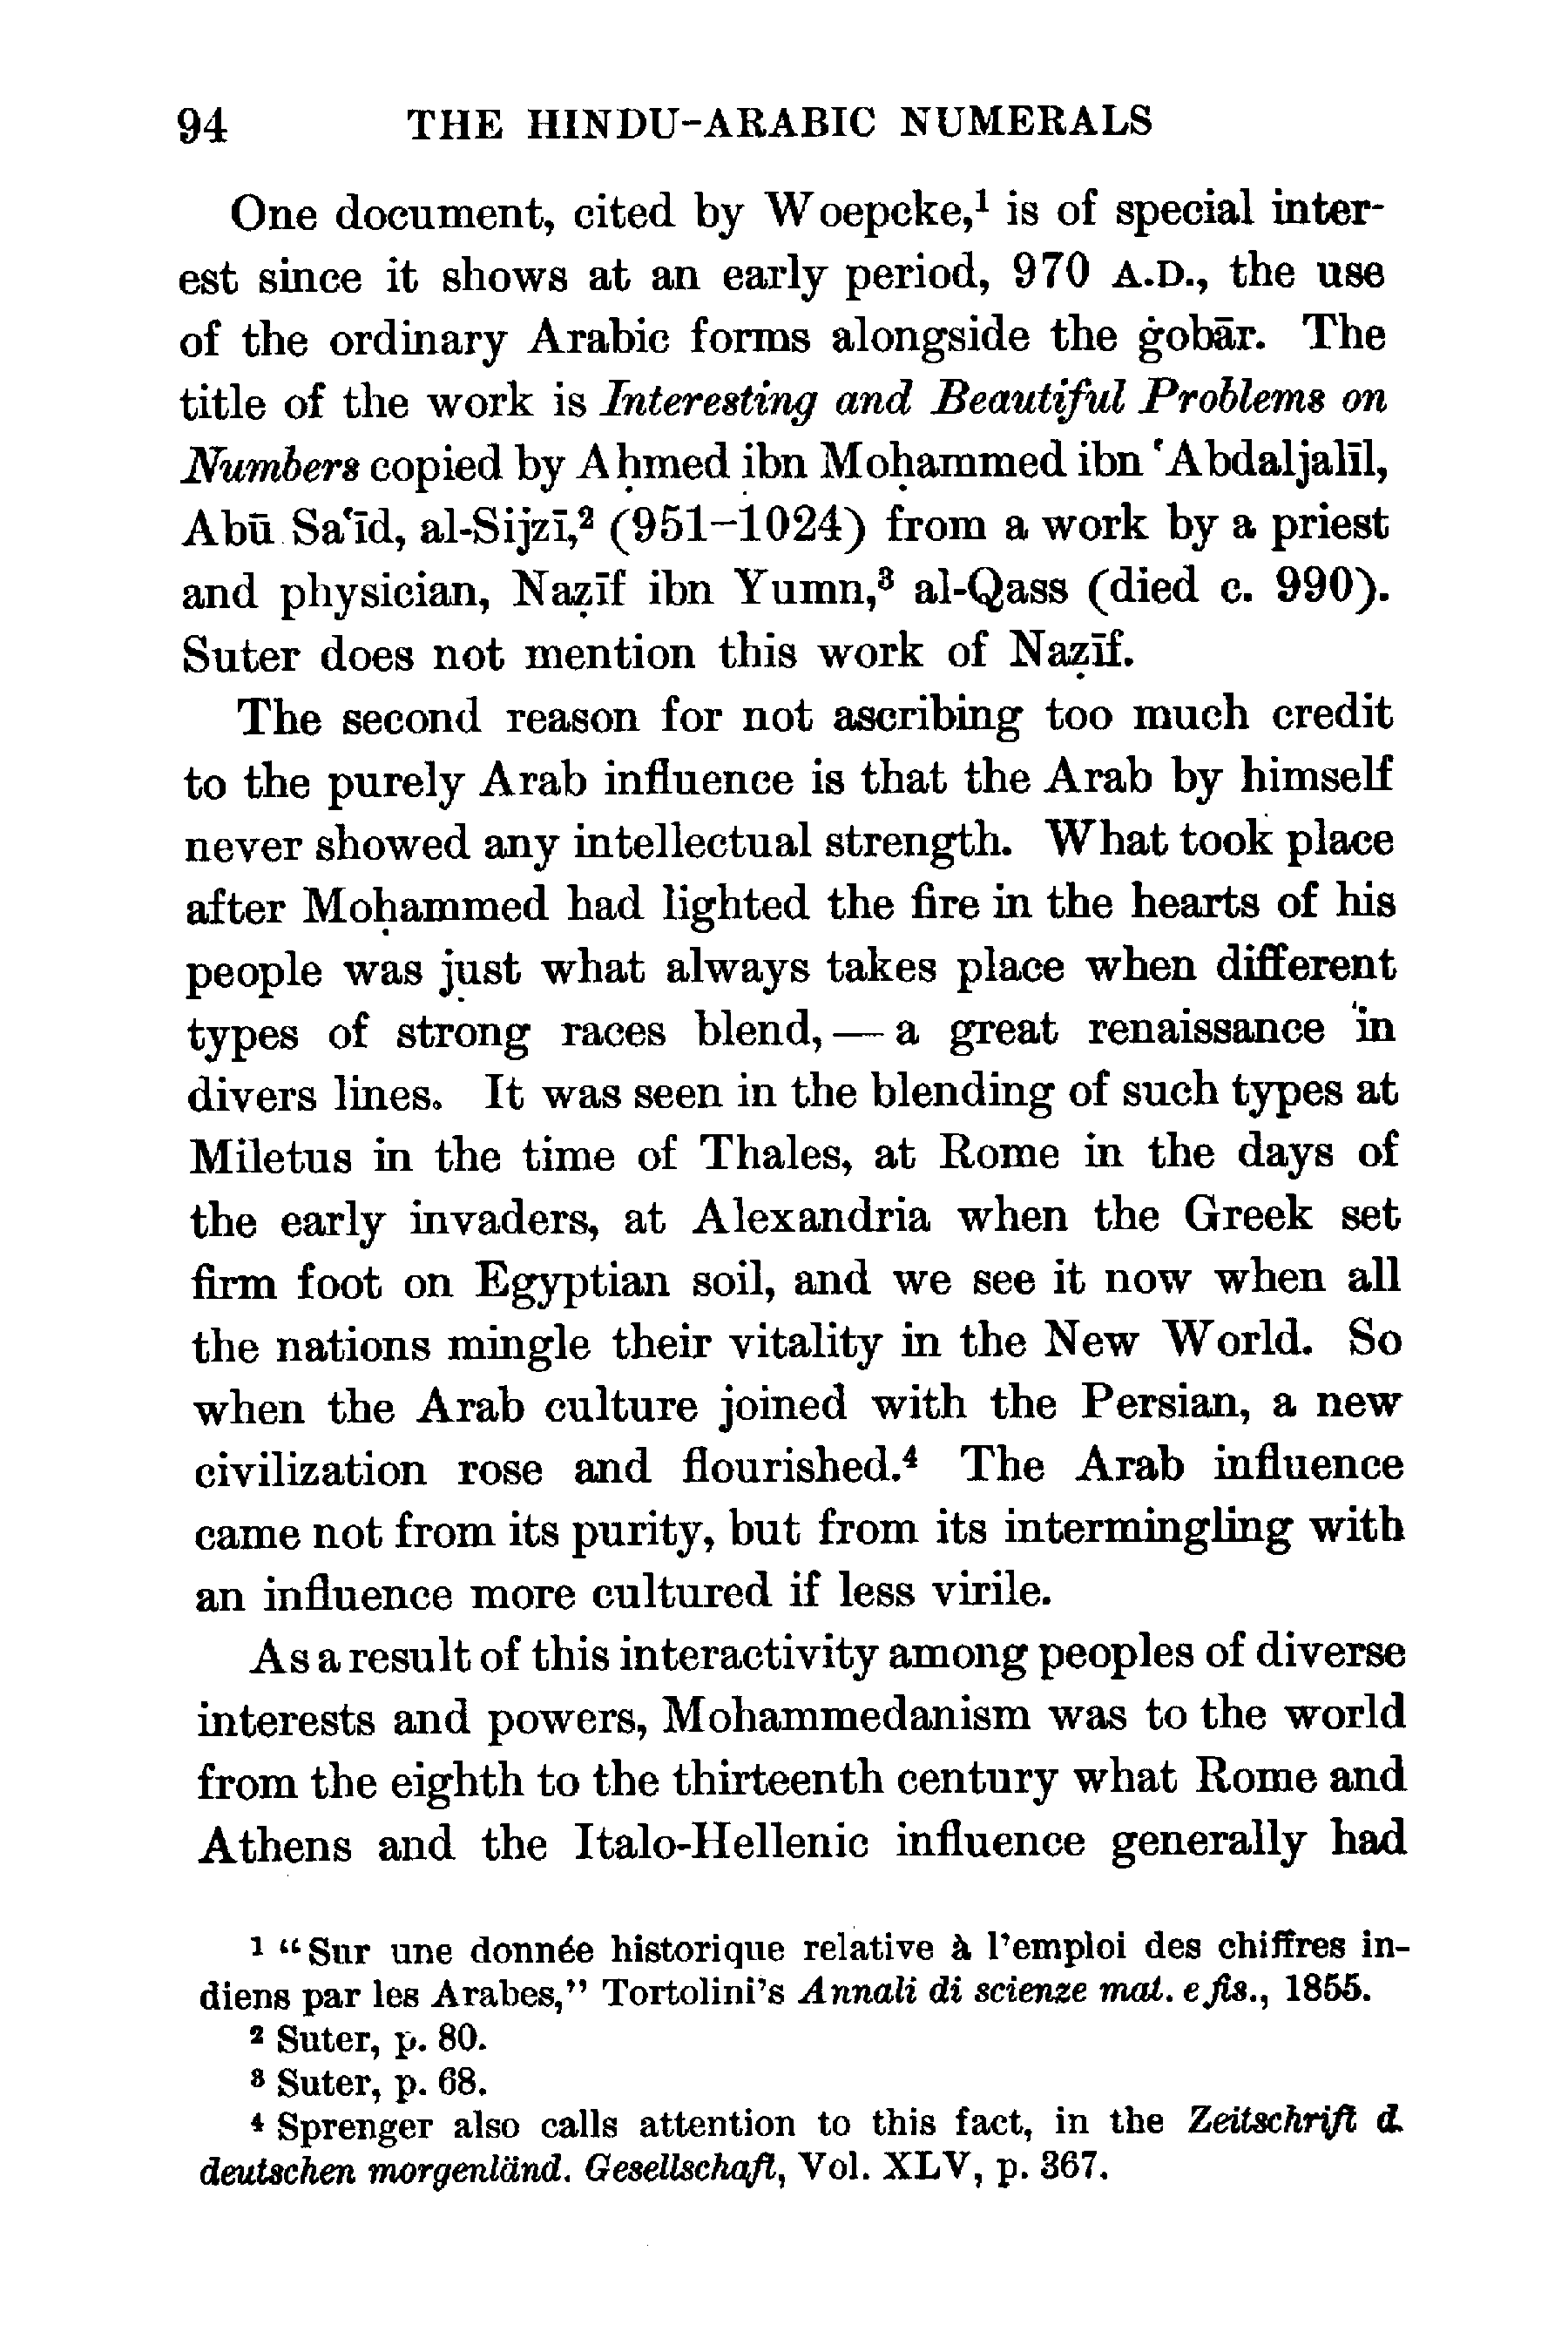 94 THE HINDU-ARABIC NUMERALS
One document, cited by Woepcke,¹ is of special inter-
est since it shows at an early period, 970 A.D., the use
of the ordinary Arabic forms alongside the ġobār. The
title of the work is Interesting and Beautiful Problems on
Numbers copied by Aḥmed ibn Moḥammed ibn ‛Abdaljalīl,
Abū Sa‛īd, al-Sijzī,² (951–1024) from a work by a priest
and physician, Naẓīf ibn Yumn,³ al-Qass (died c. 990).
Suter does not mention this work of Naẓīf.
The second reason for not ascribing too much credit
to the purely Arab influence is that the Arab by himself
never showed any intellectual strength. What took place
after Moḥammed had lighted the fire in the hearts of his
people was just what always takes place when different
types of strong races blend,—a great renaissance in
divers lines. It was seen in the blending of such types at
Miletus in the time of Thales, at Rome in the days of
the early invaders, at Alexandria when the Greek set
firm foot on Egyptian soil, and we see it now when all
the nations mingle their vitality in the New World. So
when the Arab culture joined with the Persian, a new
civilization rose and flourished.⁴ The Arab influence
came not from its purity, but from its intermingling with
an influence more cultured if less virile.
As a result of this interactivity among peoples of diverse
interests and powers, Mohammedanism was to the world
from the eighth to the thirteenth century what Rome and
Athens and the Italo-Hellenic influence generally had
¹ “Sur une donnée historique relative à l’emploi des chiffres in-
diens par les Arabes,” Tortolini’s Annali di scienze mat. e fis., 1855.
² Suter, p. 80.
³ Suter, p. 68.
⁴ Sprenger also calls attention to this fact, in the Zeitschrift d.
deutschen morgenländ. Gesellschaft, Vol. XLV, p. 367.